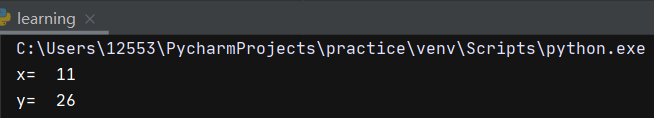 learning
C:\Users\12553\PycharmProjects\practice\venv\Scripts\python.exe
x=  11
y=  26